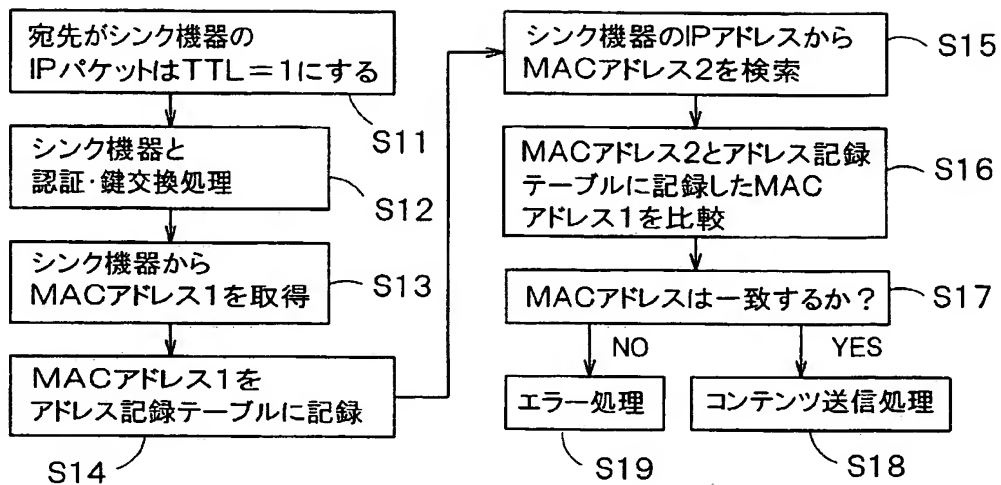 宛先がシンク機器の
IPパケットはTTL=1にする
S11
シンク機器と
認証・鍵交換処理
S12
シンク機器から
MACアドレス1を取得
S13
MACアドレス1を
アドレス記録テーブルに記録
S14
シンク機器のIPアドレスから
MACアドレス2を検索
S15
MACアドレス2とアドレス記録
テーブルに記録したMAC
アドレス1を比較
S16
MACアドレスは一致するか?
S17
NO
YES
エラー処理
S19
コンテンツ送信処理
S18